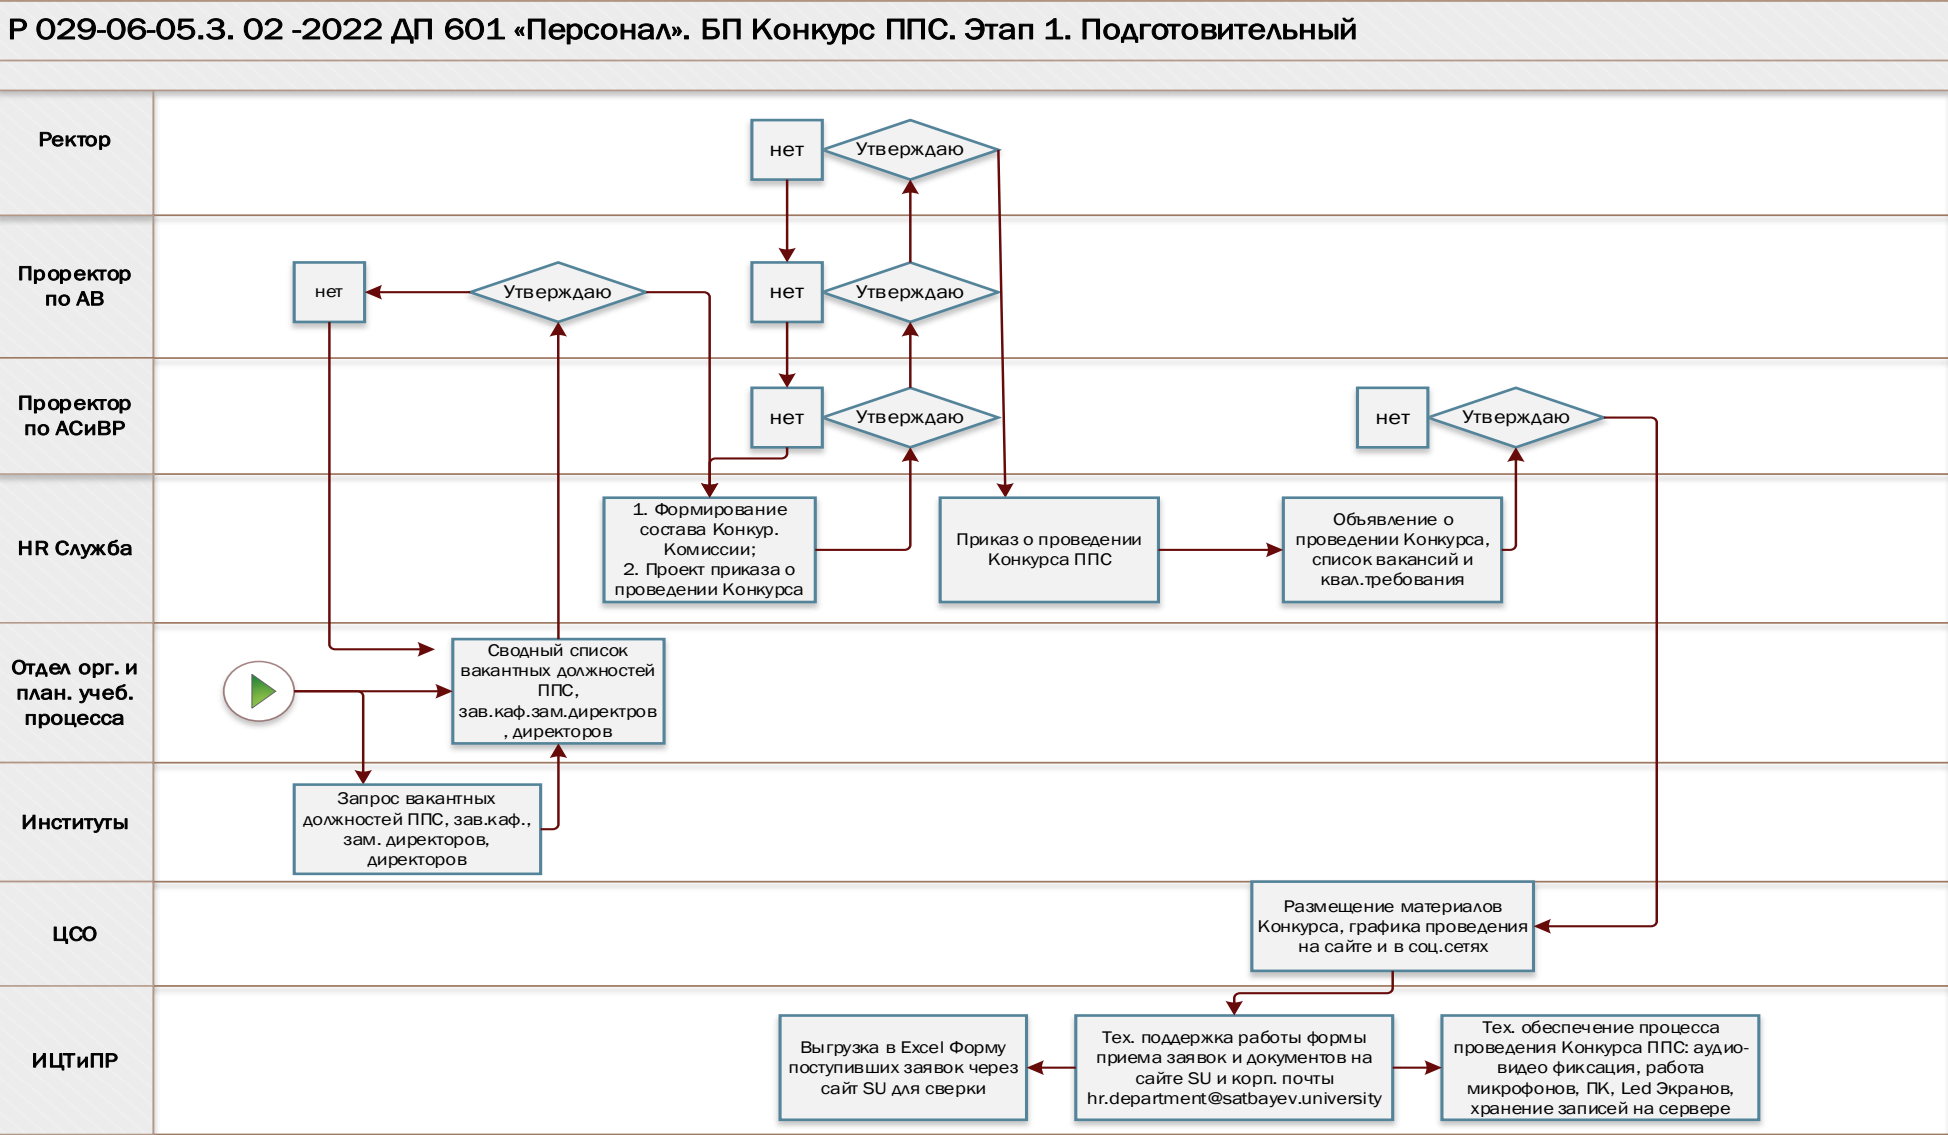 Р 029-06-05.3. 02 -2022 ДП 601 «Персонал». БП Конкурс ППС. Этап 1. Подготовительный
Ректор
нет
Утверждаю
Проректор
по АВ
нет
Утверждаю
нет
Утверждаю
Проректор
по АСиВР
нет
Утверждаю
нет
Утверждаю
HR Служба
1. Формирование
состава Конкур.
Комиссии;
2. Проект приказа о
проведении Конкурса
Приказ о проведении
Конкурса ППС
Объявление о
проведении Конкурса,
список вакансий и
квал.требования
Отдел орг. и
план. учеб.
процесса
Сводный список
вакантных должностей
ППС,
зав.каф.зам.директров
, директоров
Институты
Запрос вакантных
должностей ППС, зав.каф.,
зам. директоров,
директоров
ЦСО
Размещение материалов
Конкурса, графика проведения
на сайте и в соц.сетях
ИЦТиПР
Выгрузка в Excel Форму
поступивших заявок через
сайт SU для сверки
Тех. поддержка работы формы
приема заявок и документов на
сайте SU и корп. почты
hr.department@satbayev.university
Тех. обеспечение процесса
проведения Конкурса ППС: аудио-
видео фиксация, работа
микрофонов, ПК, Led Экранов,
хранение записей на сервере